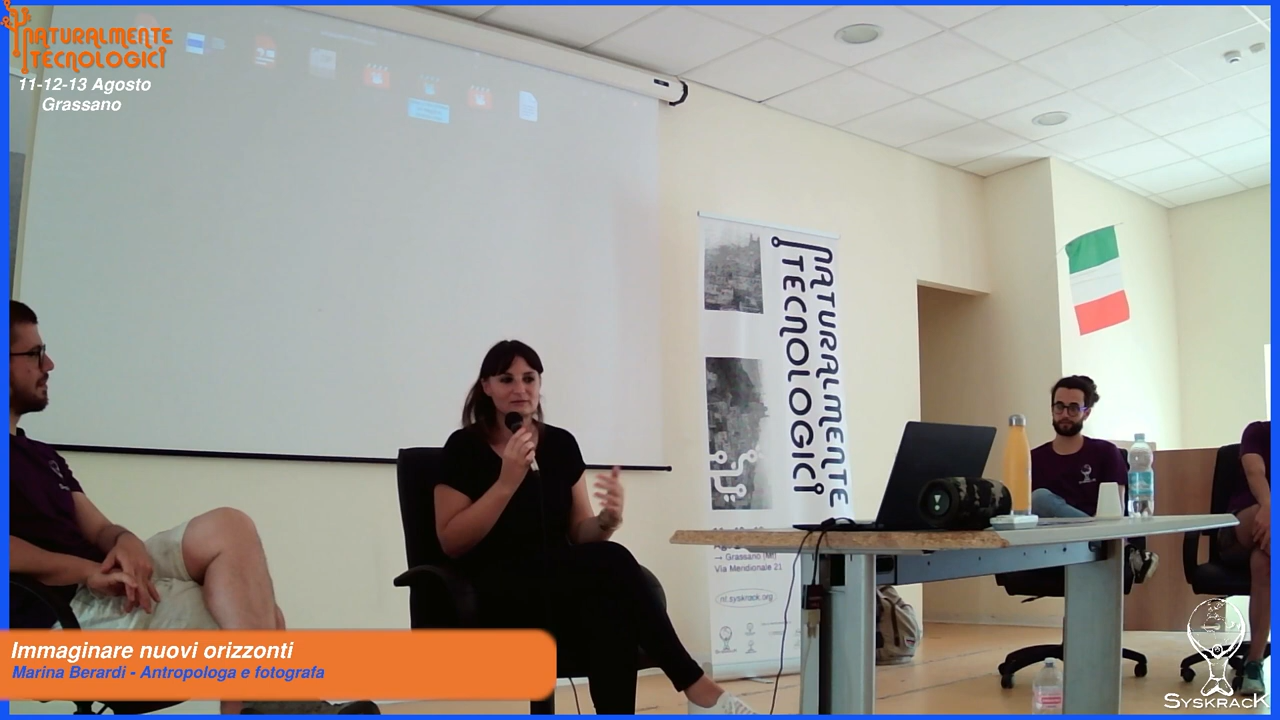 NATURALMENTE
TECNOLOGICI
11-12-13 Agosto
Grassano
NATURALMENTE
TECNOLOGICI
→ Grassano (Mt)
Via Meridionale 21
nt.syskrack.org
Immaginare nuovi orizzonti
Marina Berardi - Antropologa e fotografa
SYSKRACK